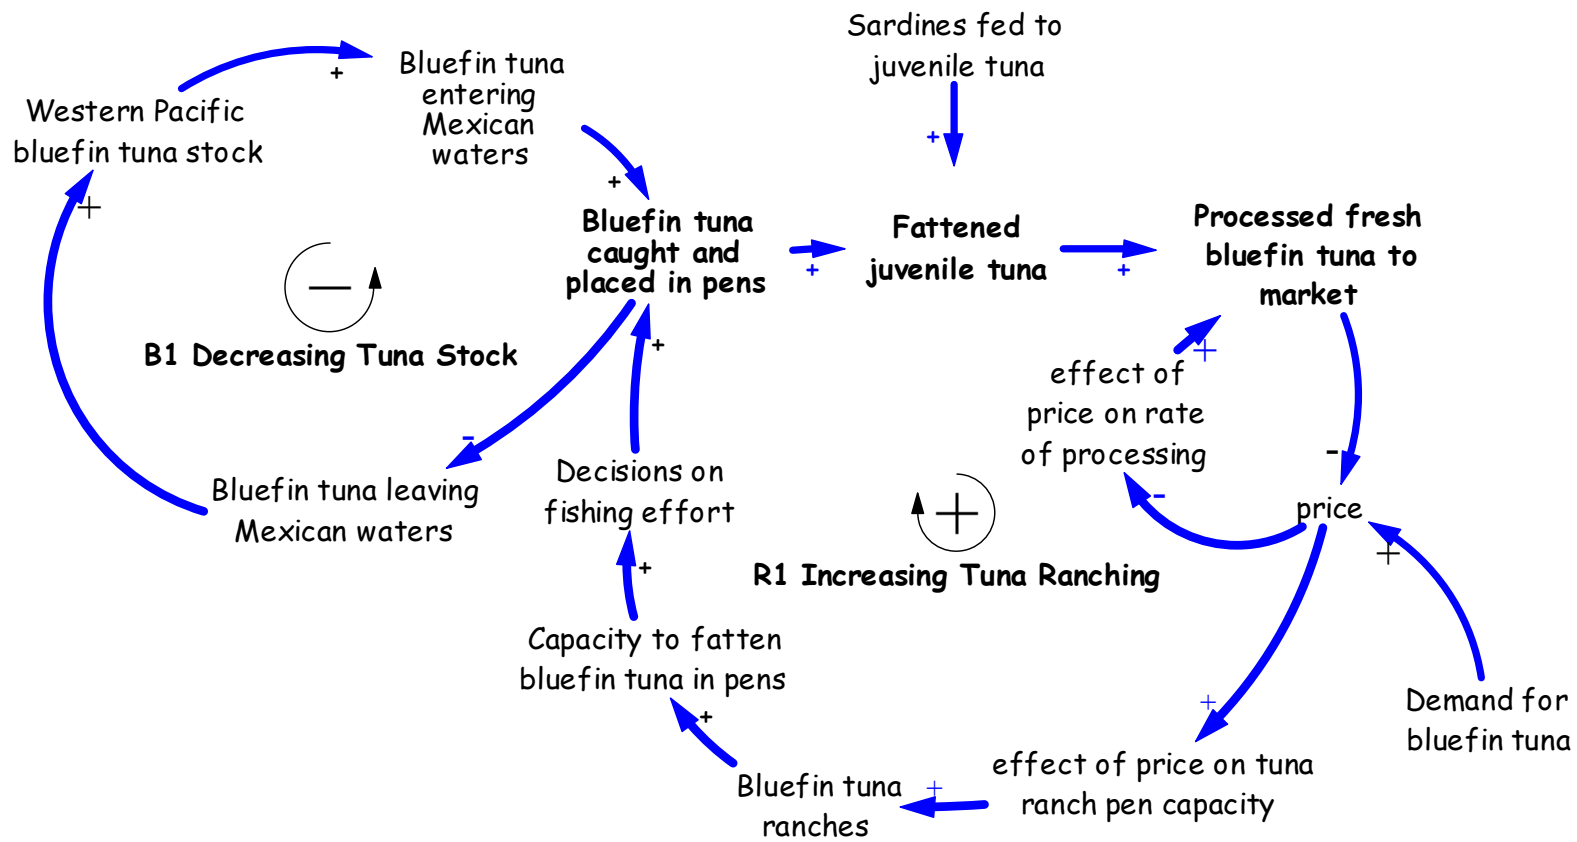 Sardines fed to
juvenile tuna
+
Western Pacific
bluefin tuna stock
+
Bluefin tuna
entering
Mexican
waters
+
+
Bluefin tuna
caught and
placed in pens
+
Fattened
juvenile tuna
+
Processed fresh
bluefin tuna to
market
−
B1 Decreasing Tuna Stock
+
-
Bluefin tuna leaving
Mexican waters
Decisions on
fishing effort
+
effect of
price on rate
of processing
+
-
-
price
+
+
R1 Increasing Tuna Ranching
Capacity to fatten
bluefin tuna in pens
+
Demand for
bluefin tuna
+
effect of price on tuna
ranch pen capacity
+
Bluefin tuna
ranches